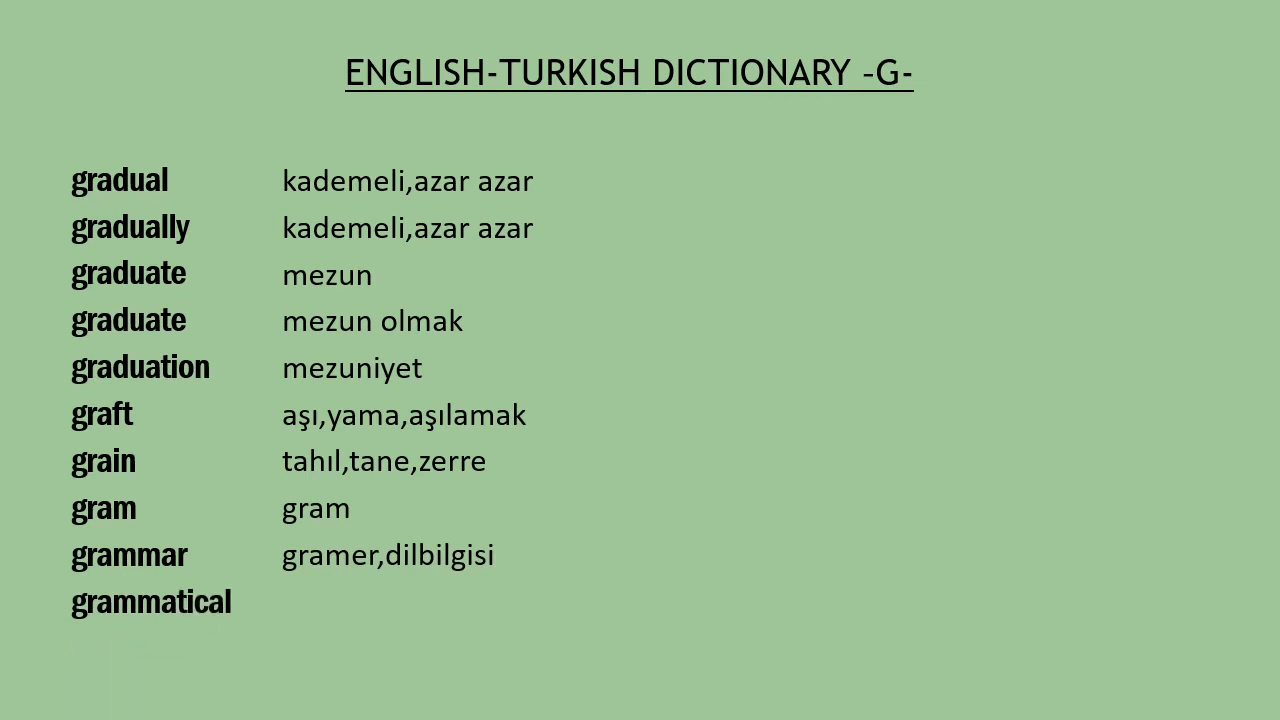 ENGLISH-TURKISH DICTIONARY –G-
gradual kademeli,azar azar
gradually kademeli,azar azar
graduate mezun
graduate mezun olmak
graduation mezuniyet
graft aşı,yama,aşılamak
grain tahıl,tane,zerre
gram gram
grammar gramer,dilbilgisi
grammatical